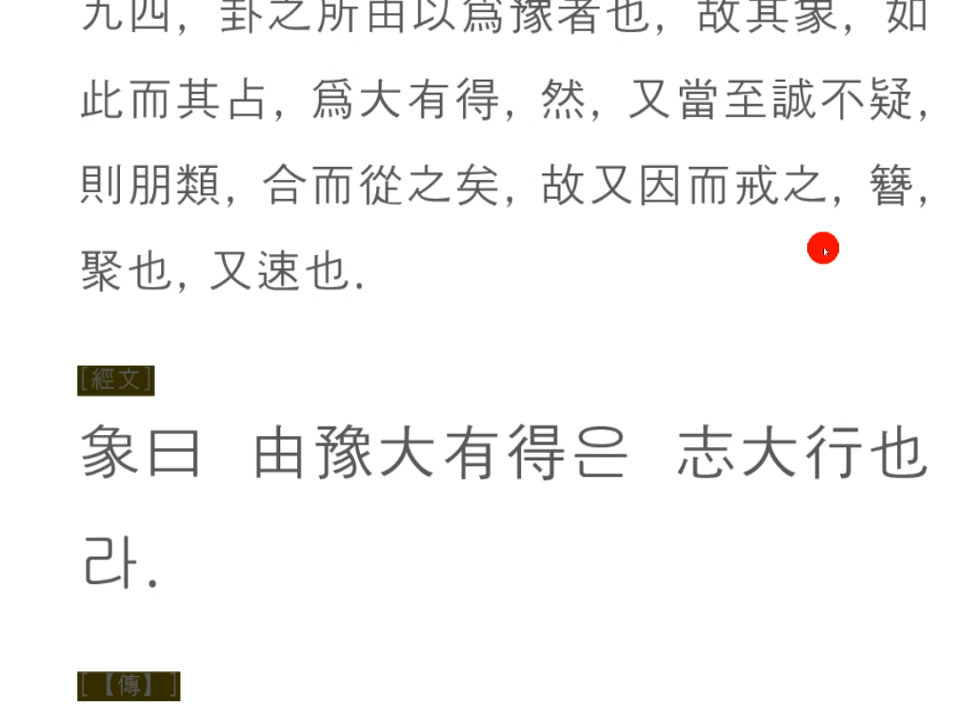 九四, 卦之所由以爲豫者也, 故其象, 如
此而其占, 爲大有得, 然, 又當至誠不疑,
則朋類, 合而從之矣, 故又因而戒之, 簪,
聚也, 又速也.
[經文]
象曰 由豫大有得은 志大行也
라.
[【傳】]